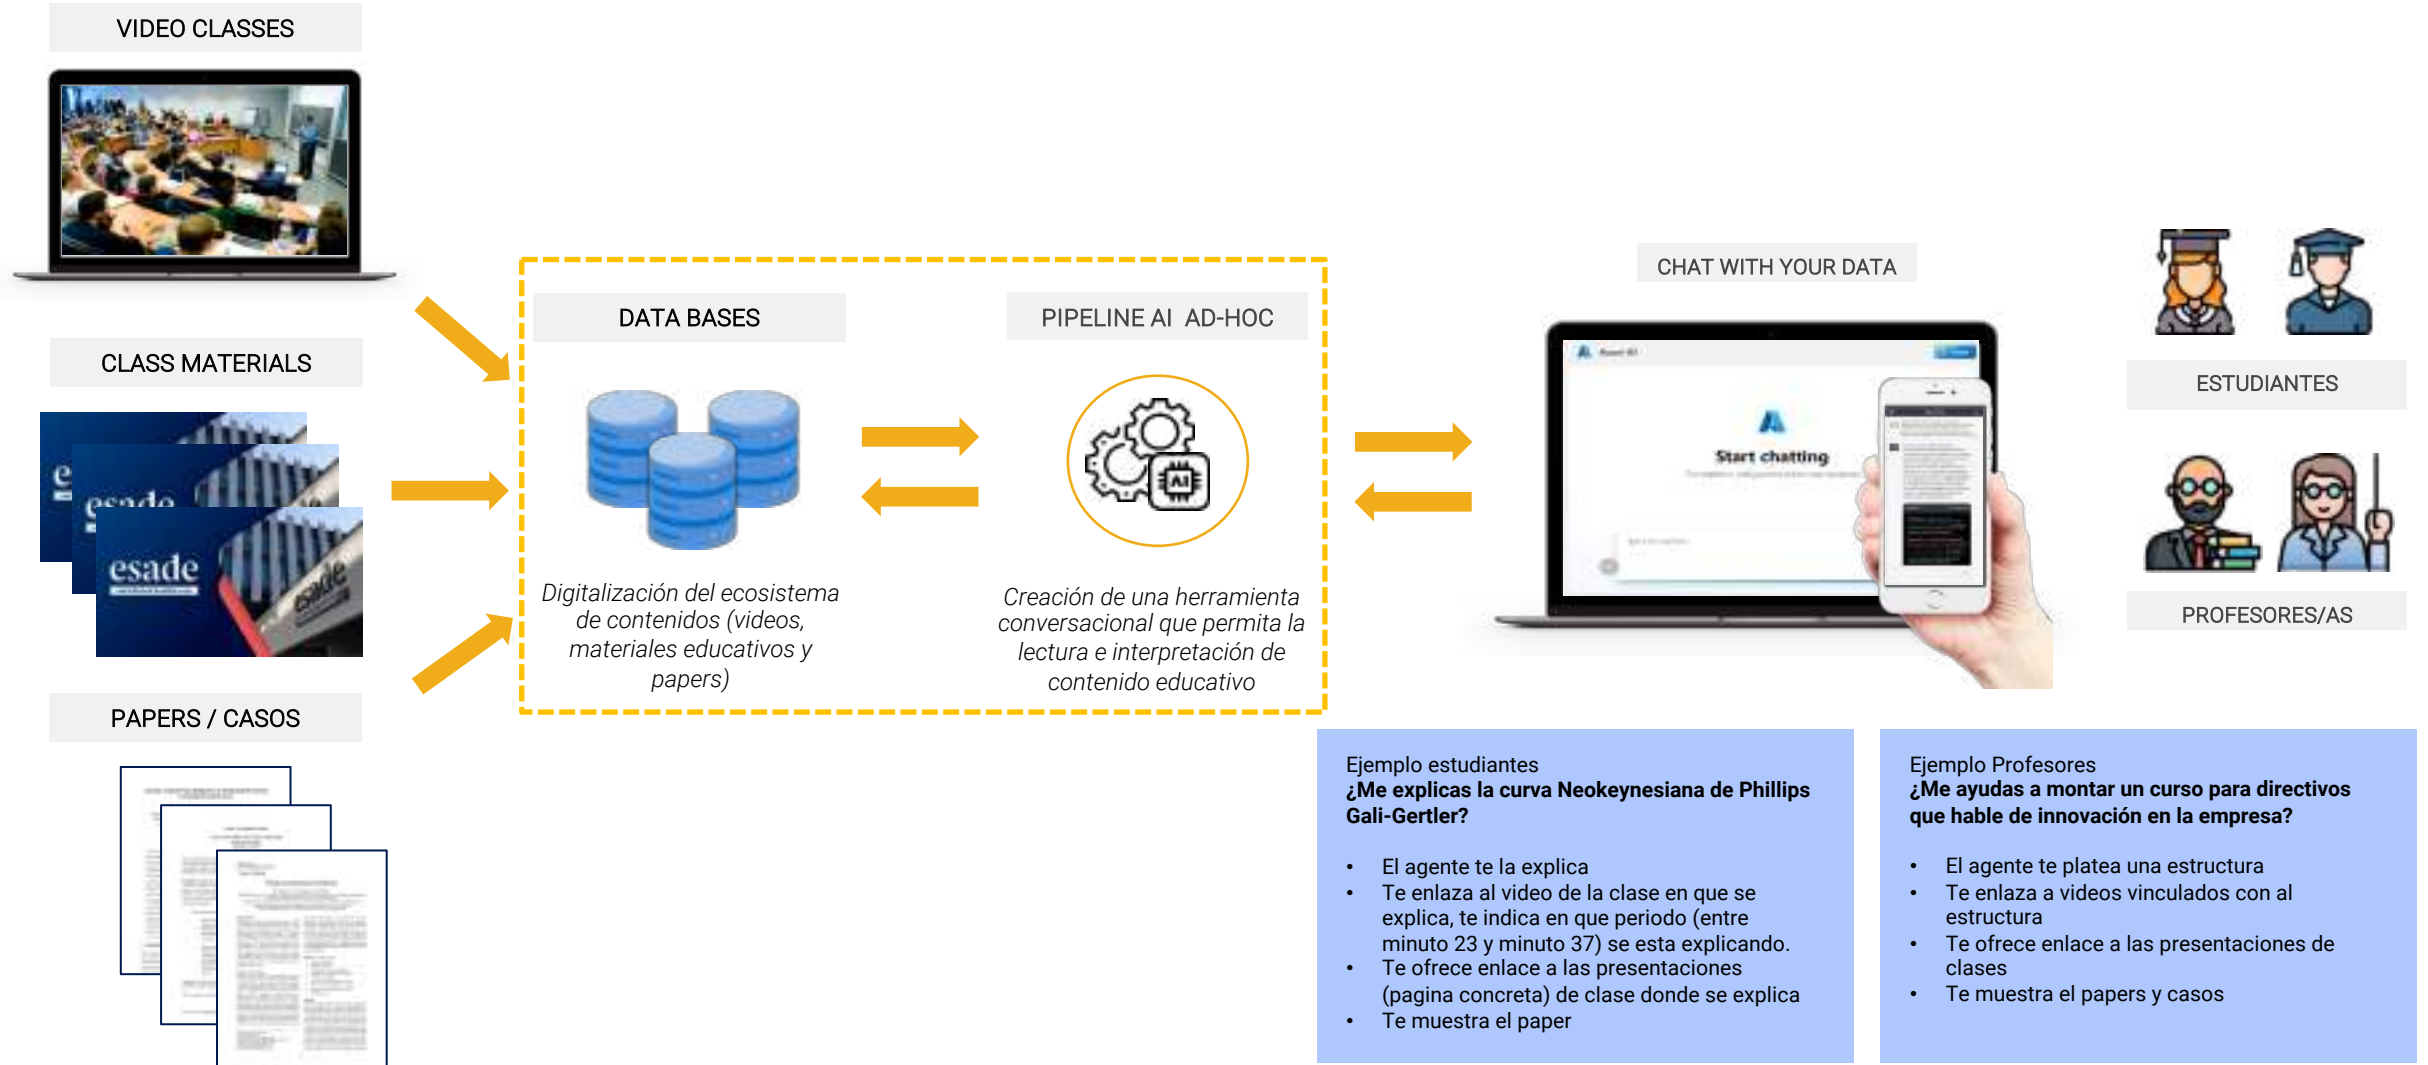 VIDEO CLASSES
CLASS MATERIALS
esade
esade
esade
PAPERS / CASOS
DATA BASES
Digitalización del ecosistema
de contenidos (videos,
materiales educativos y
papers)
PIPELINE AI  AD-HOC
AI
Creación de una herramienta
conversacional que permita la
lectura e interpretación de
contenido educativo
CHAT WITH YOUR DATA
Start chatting
ESTUDIANTES
PROFESORES/AS
Ejemplo estudiantes
¿Me explicas la curva Neokeynesiana de Phillips
Gali-Gertler?
• El agente te la explica
• Te enlaza al video de la clase en que se
explica, te indica en que periodo (entre
minuto 23 y minuto 37) se esta explicando.
• Te ofrece enlace a las presentaciones
(pagina concreta) de clase donde se explica
• Te muestra el paper
Ejemplo Profesores
¿Me ayudas a montar un curso para directivos
que hable de innovación en la empresa?
• El agente te platea una estructura
• Te enlaza a videos vinculados con al
estructura
• Te ofrece enlace a las presentaciones de
clases
• Te muestra el papers y casos